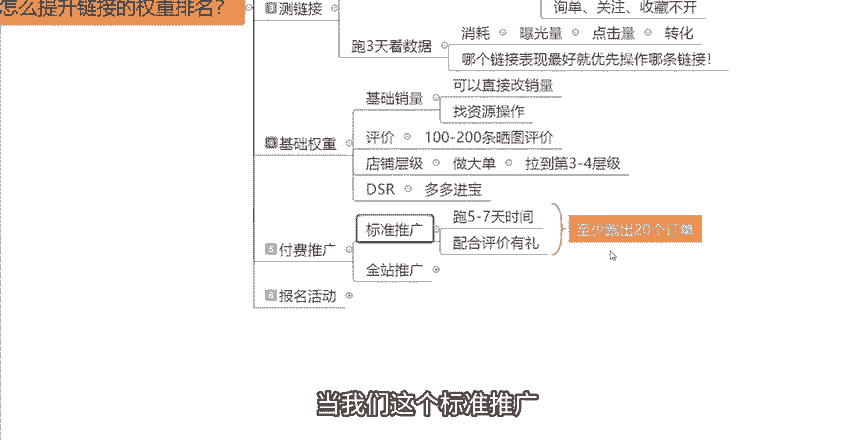 怎么提升链接的权重排名?
测链接
询单、关注、收藏不开
跑3天看数据
消耗 曝光量 点击量 转化
哪个链接表现最好就优先操作哪条链接!
基础权重
基础销量
可以直接改销量
找资源操作
评价 100-200条晒图评价
店铺层级 做大单 拉到第3-4层级
DSR 多多进宝
5 付费推广
标准推广
跑5-7天时间
配合评价有礼
至少跑出20个订单
全站推广
6 报名活动
当我们这个标准推广